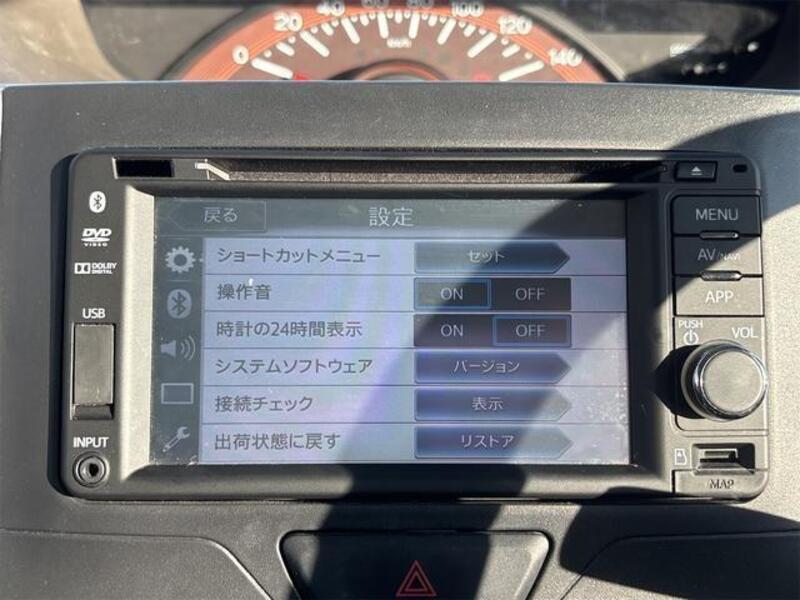 0 20 40 60 80 100 120 140
km/h
DVD
VIDEO
DOLBY
DIGITAL
USB
INPUT
戻る
設定
ショートカットメニュー セット
操作音 ON OFF
時計の24時間表示 ON OFF
システムソフトウェア バージョン
接続チェック 表示
出荷状態に戻す リストア
MENU
AV/NAVI
APP
PUSH
VOL
MAP